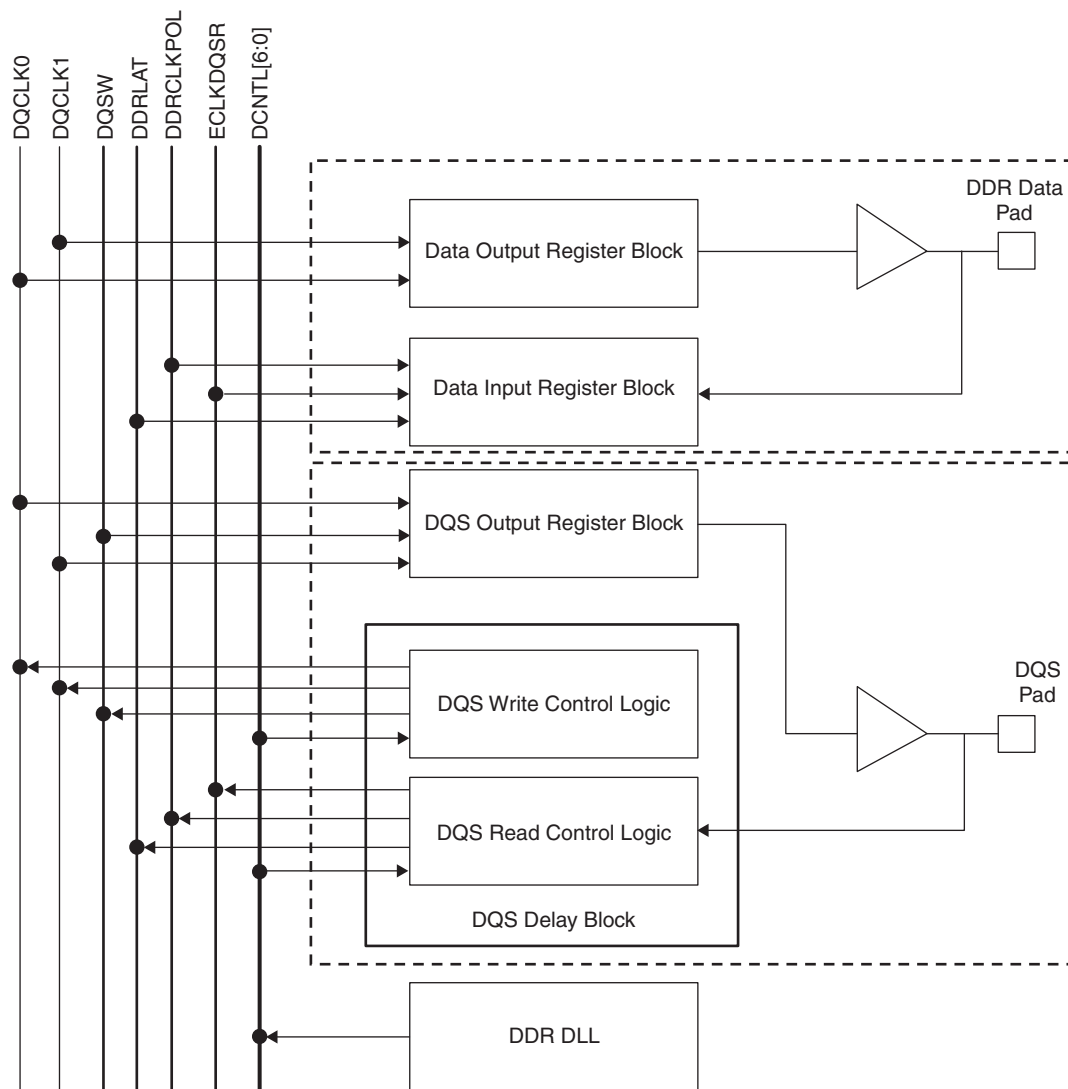 DQCLK0
DQCLK1
DQSW
DDRLAT
DDRCLKPOL
ECLKDQSR
DCNTL[6:0]
DDR Data
Pad
Data Output Register Block
Data Input Register Block
DQS Output Register Block
DQS Write Control Logic
DQS
Pad
DQS Read Control Logic
DQS Delay Block
DDR DLL